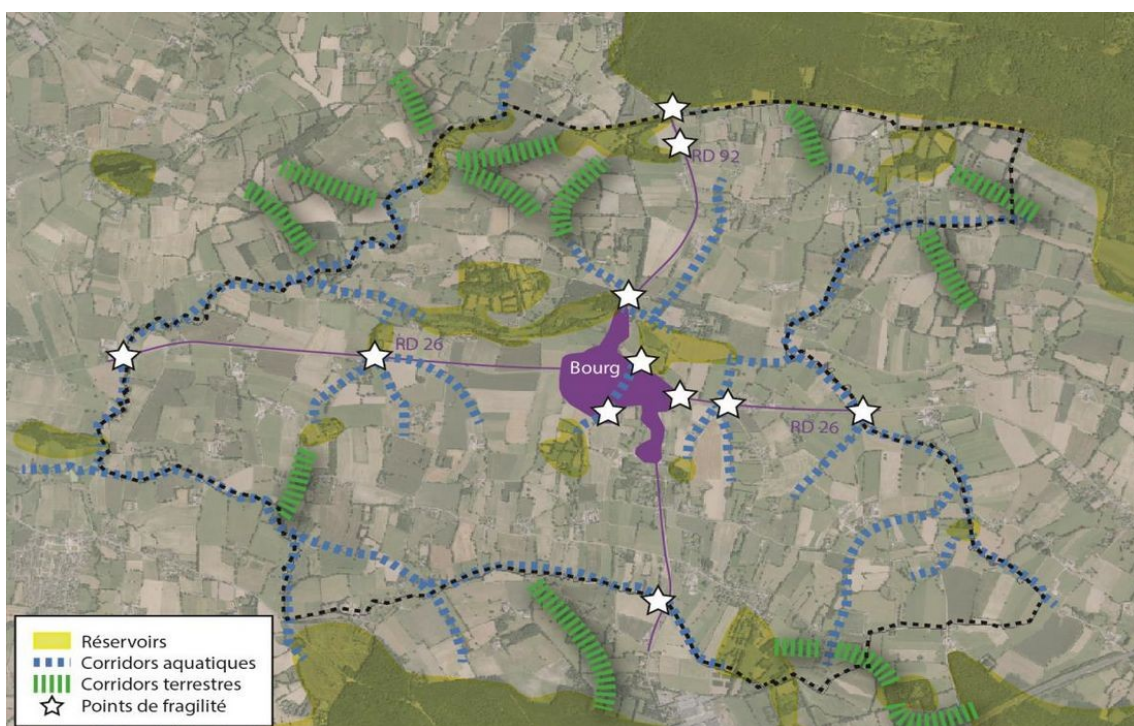 RD 92
RD 26
Bourg
RD 26
Réservoirs
Corridors aquatiques
Corridors terrestres
Points de fragilité